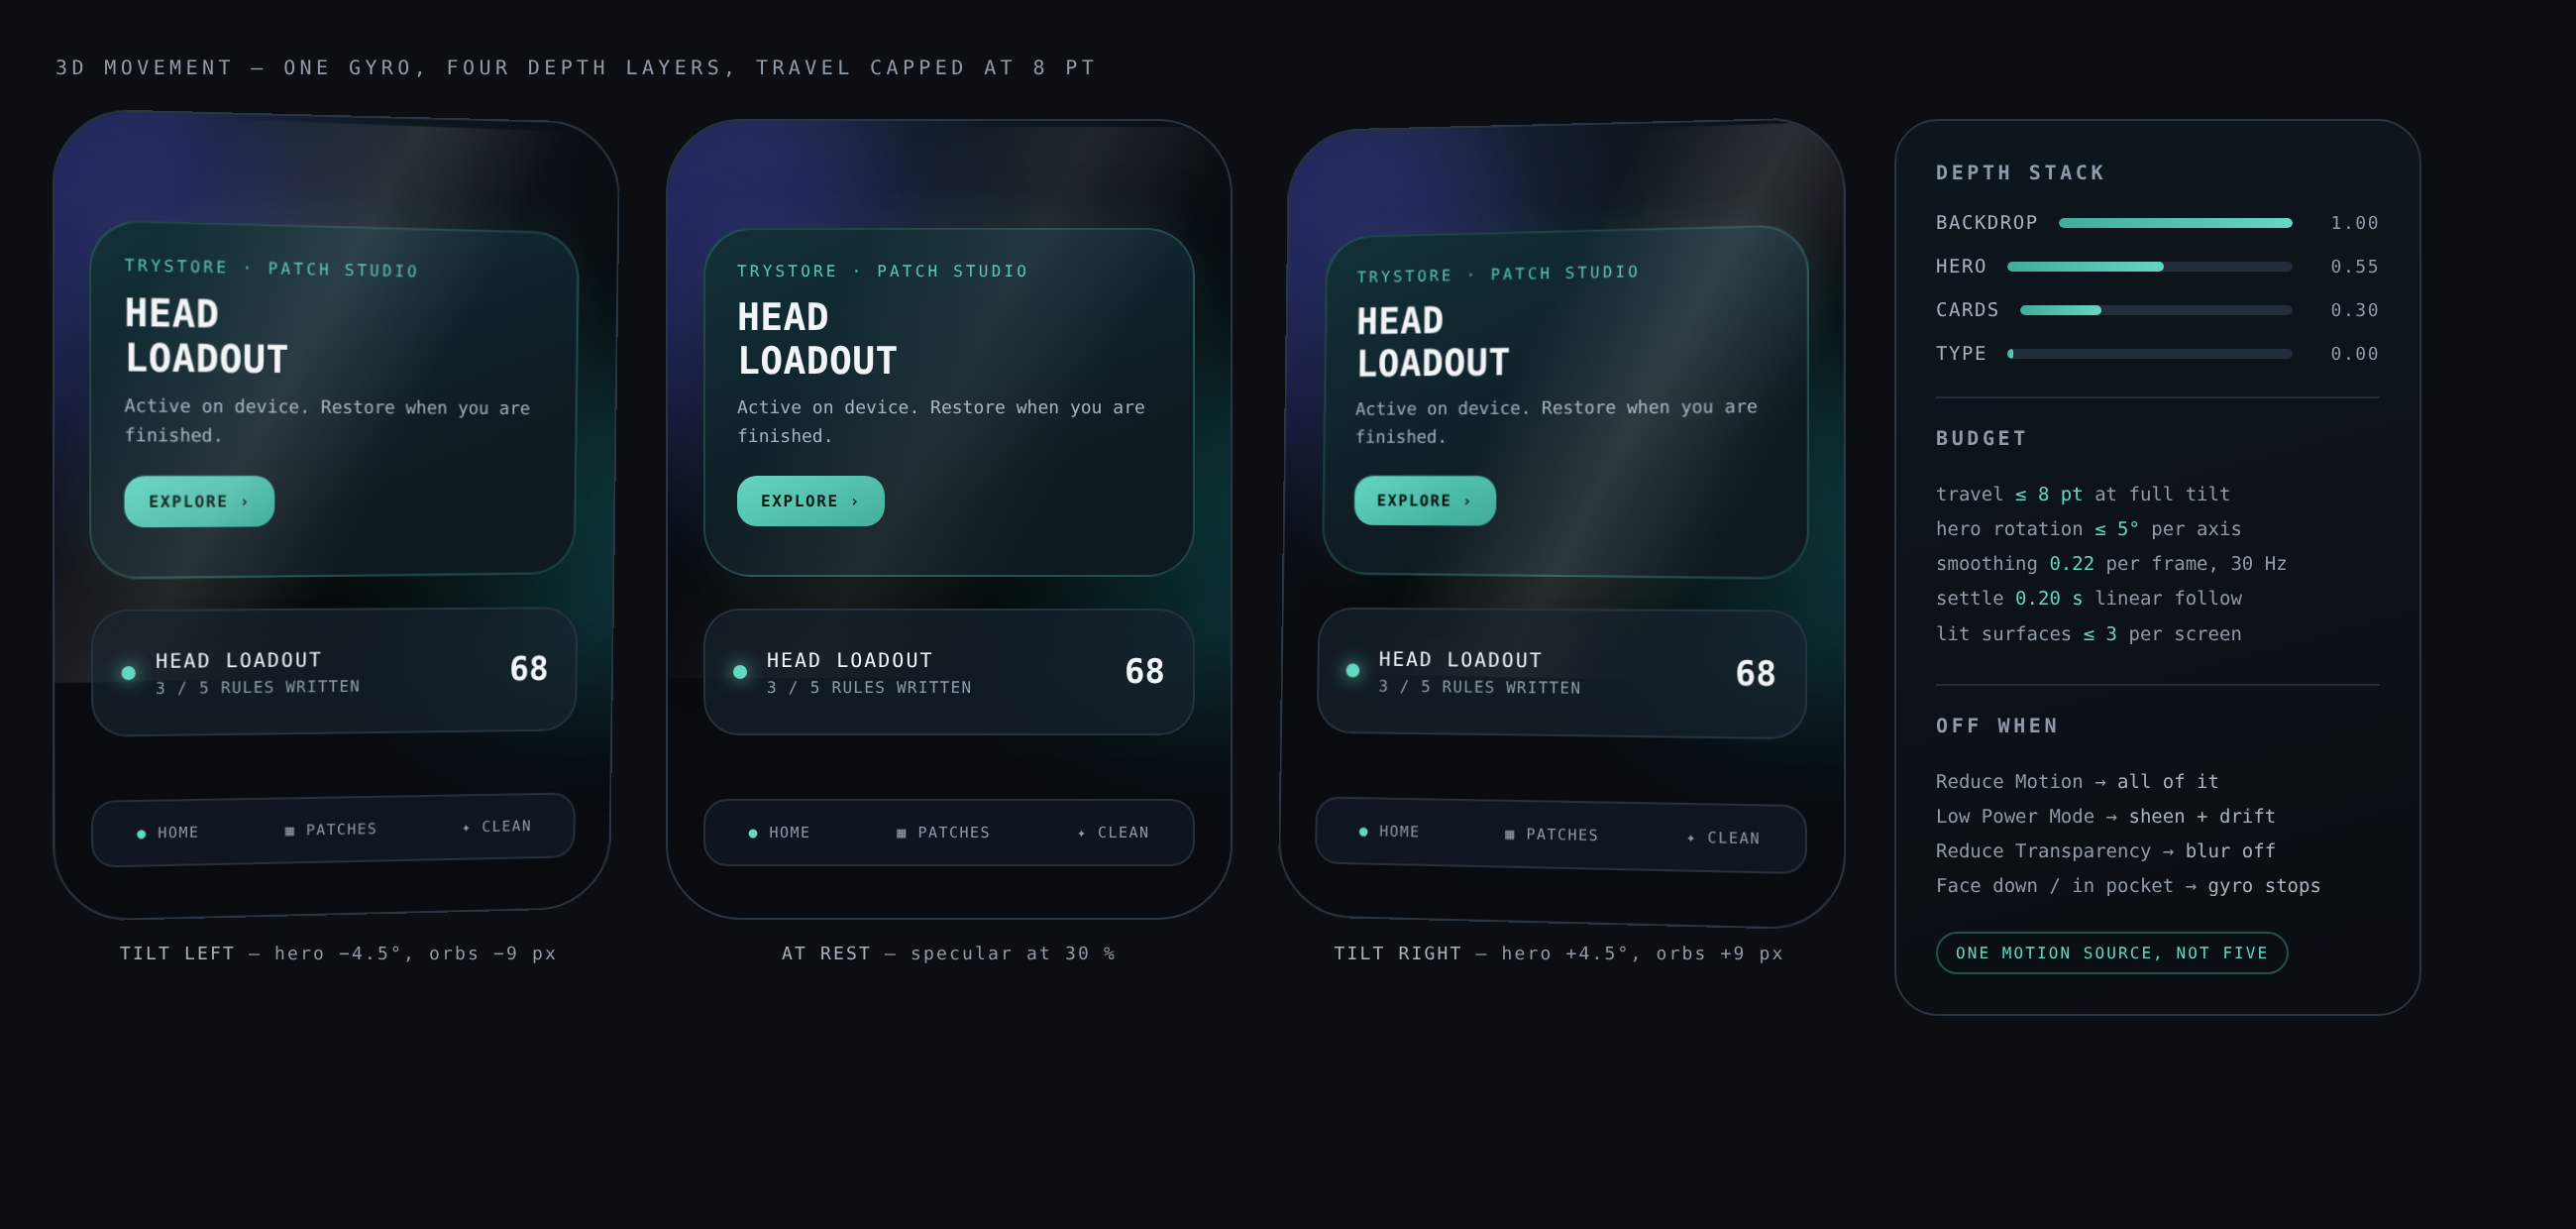 3D MOVEMENT — ONE GYRO, FOUR DEPTH LAYERS, TRAVEL CAPPED AT 8 PT
TRYSTORE · PATCH STUDIO
HEAD
LOADOUT
Active on device. Restore when you are
finished.
EXPLORE ›
HEAD LOADOUT
3 / 5 RULES WRITTEN
68
● HOME
▦ PATCHES
✦ CLEAN
TILT LEFT — hero −4.5°, orbs −9 px
TRYSTORE · PATCH STUDIO
HEAD
LOADOUT
Active on device. Restore when you are
finished.
EXPLORE ›
HEAD LOADOUT
3 / 5 RULES WRITTEN
68
● HOME
▦ PATCHES
✦ CLEAN
AT REST — specular at 30 %
TRYSTORE · PATCH STUDIO
HEAD
LOADOUT
Active on device. Restore when you are
finished.
EXPLORE ›
HEAD LOADOUT
3 / 5 RULES WRITTEN
68
● HOME
▦ PATCHES
✦ CLEAN
TILT RIGHT — hero +4.5°, orbs +9 px
DEPTH STACK
BACKDROP 1.00
HERO 0.55
CARDS 0.30
TYPE 0.00
BUDGET
travel ≤ 8 pt at full tilt
hero rotation ≤ 5° per axis
smoothing 0.22 per frame, 30 Hz
settle 0.20 s linear follow
lit surfaces ≤ 3 per screen
OFF WHEN
Reduce Motion → all of it
Low Power Mode → sheen + drift
Reduce Transparency → blur off
Face down / in pocket → gyro stops
ONE MOTION SOURCE, NOT FIVE